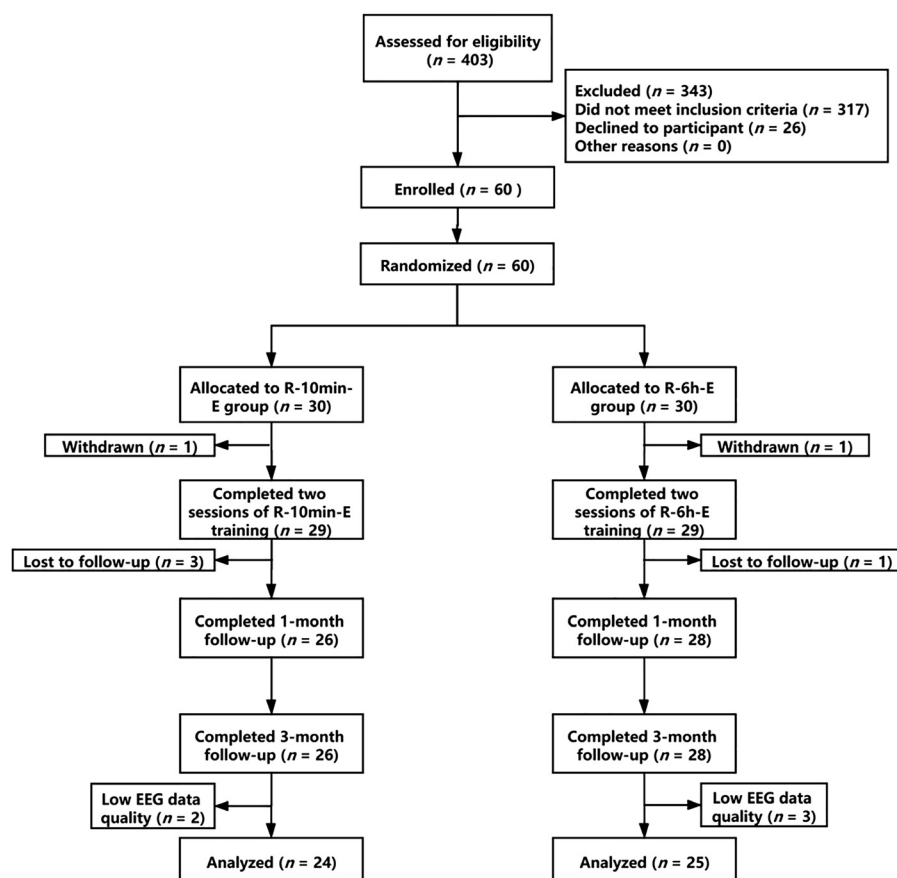 Assessed for eligibility
(n = 403)
Excluded (n = 343)
Did not meet inclusion criteria (n = 317)
Declined to participant (n = 26)
Other reasons (n = 0)
Enrolled (n = 60 )
Randomized (n = 60)
Allocated to R-10min-
E group (n = 30)
Allocated to R-6h-E
group (n = 30)
Withdrawn (n = 1)
Withdrawn (n = 1)
Completed two
sessions of R-10min-E
training (n = 29)
Completed two
sessions of R-6h-E
training (n = 29)
Lost to follow-up (n = 3)
Lost to follow-up (n = 1)
Completed 1-month
follow-up (n = 26)
Completed 1-month
follow-up (n = 28)
Completed 3-month
follow-up (n = 26)
Completed 3-month
follow-up (n = 28)
Low EEG data
quality (n = 2)
Low EEG data
quality (n = 3)
Analyzed (n = 24)
Analyzed (n = 25)